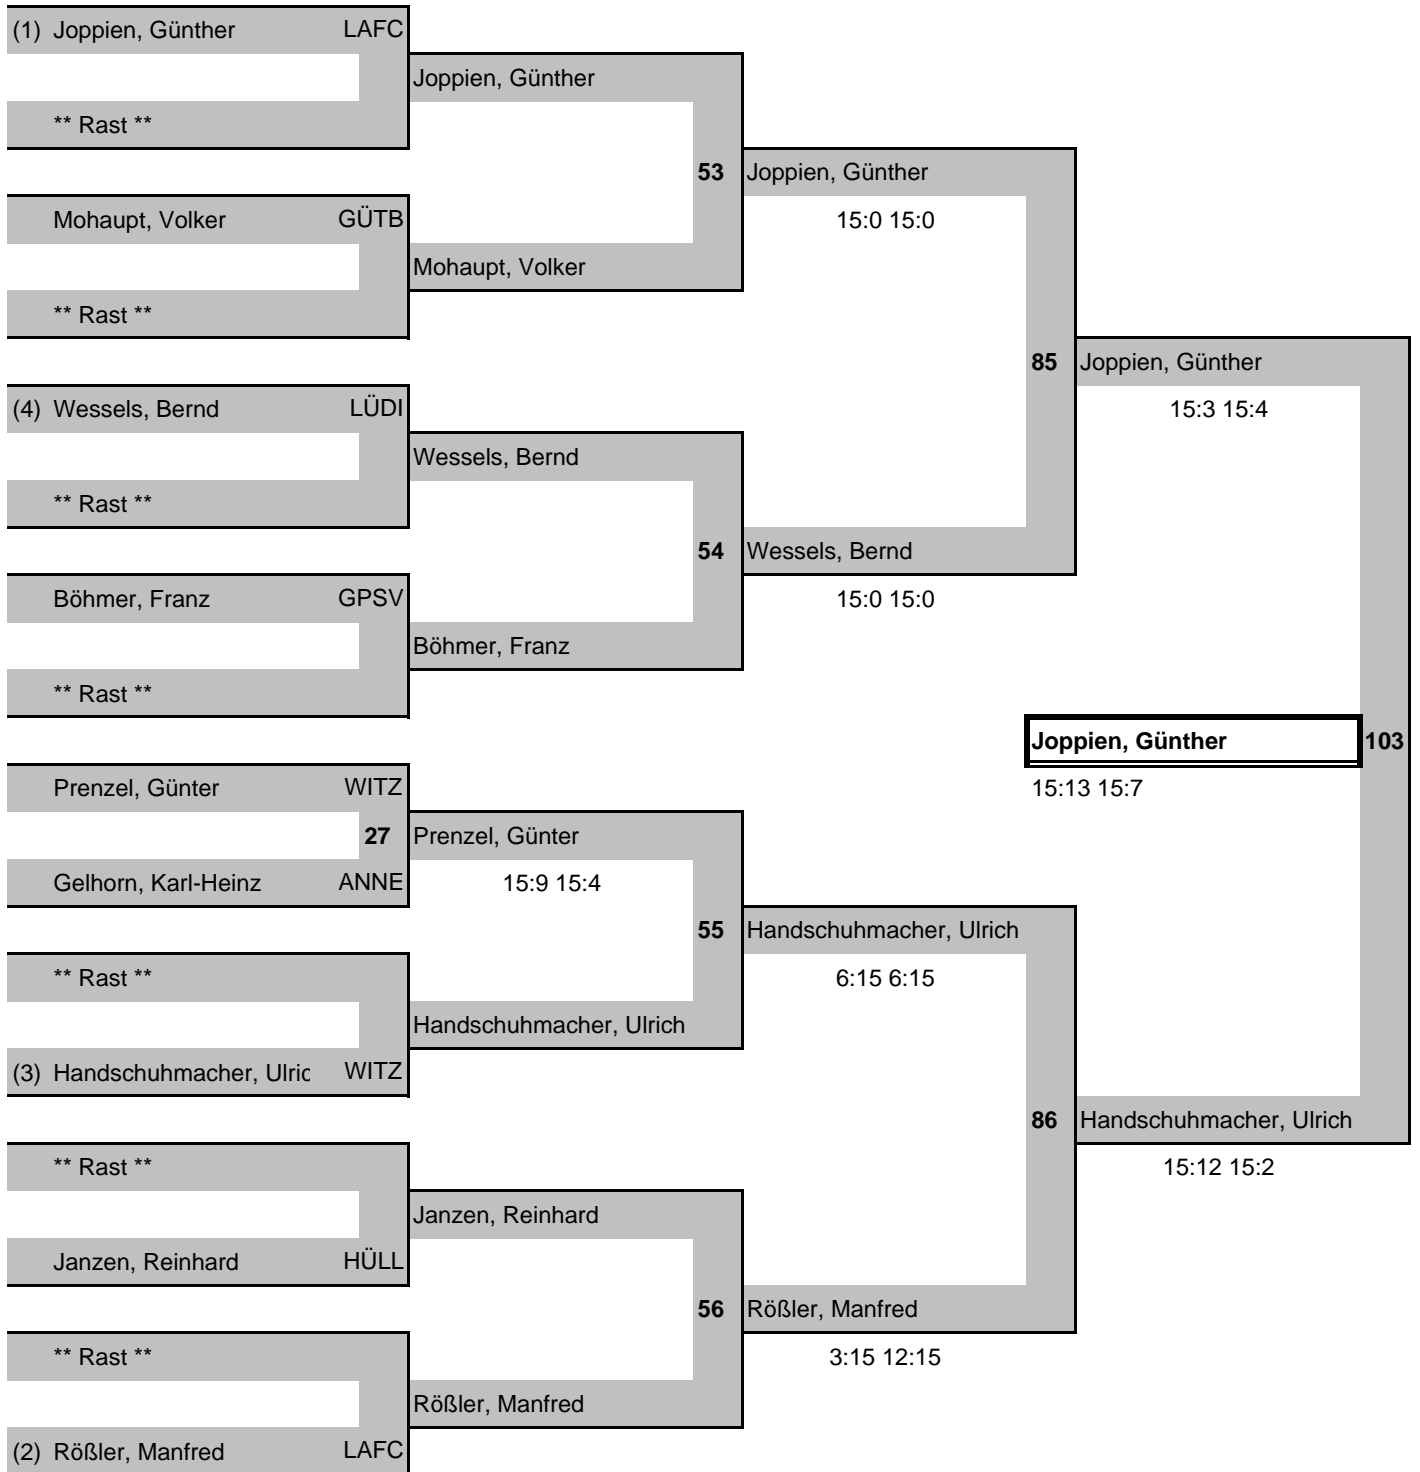 (1) Joppien, Günther LAFC
Joppien, Günther
** Rast **
53 Joppien, Günther
Mohaupt, Volker GÜTB
15:0 15:0
Mohaupt, Volker
** Rast **
85 Joppien, Günther
(4) Wessels, Bernd LÜDI
15:3 15:4
Wessels, Bernd
** Rast **
54 Wessels, Bernd
Böhmer, Franz GPSV
15:0 15:0
Böhmer, Franz
** Rast **
Joppien, Günther 103
Prenzel, Günter WITZ
15:13 15:7
27 Prenzel, Günter
Gelhorn, Karl-Heinz ANNE
15:9 15:4
55 Handschuhmacher, Ulrich
** Rast **
6:15 6:15
Handschuhmacher, Ulrich
(3) Handschuhmacher, Ulric WITZ
86 Handschuhmacher, Ulrich
** Rast **
15:12 15:2
Janzen, Reinhard
Janzen, Reinhard HÜLL
56 Rößler, Manfred
** Rast **
3:15 12:15
Rößler, Manfred
(2) Rößler, Manfred LAFC